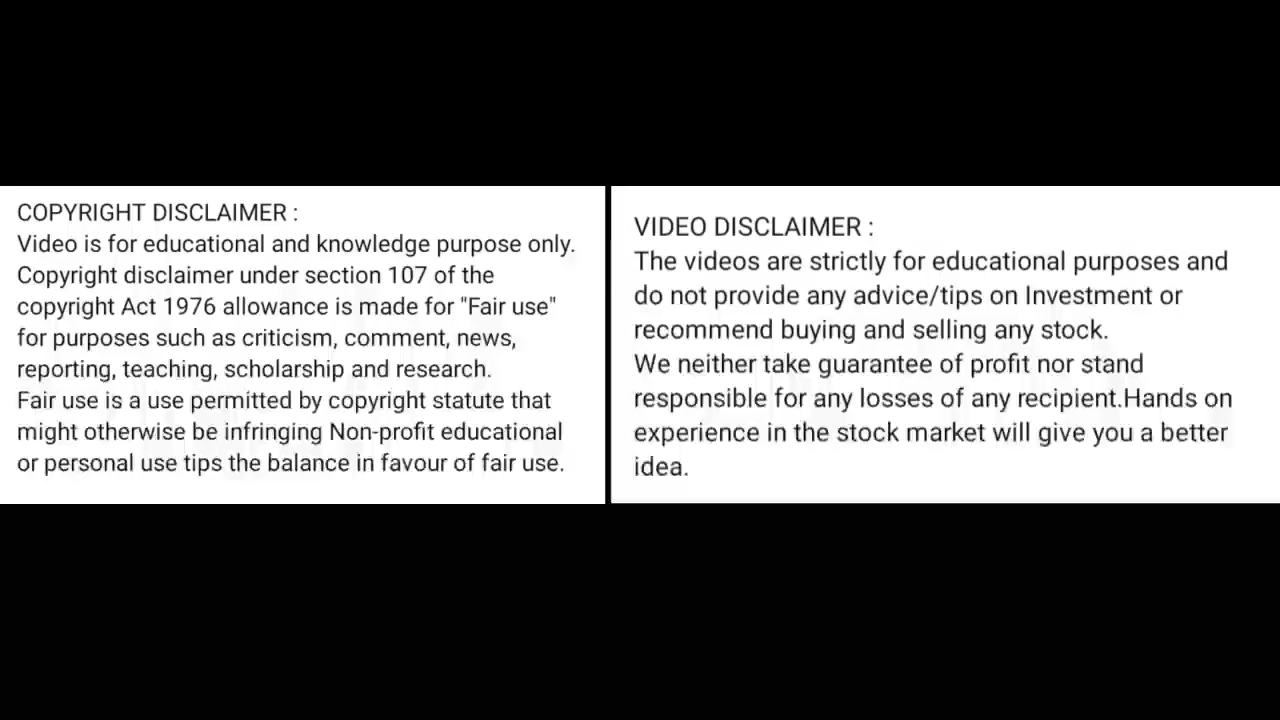 COPYRIGHT DISCLAIMER :
Video is for educational and knowledge purpose only.
Copyright disclaimer under section 107 of the
copyright Act 1976 allowance is made for "Fair use"
for purposes such as criticism, comment, news,
reporting, teaching, scholarship and research.
Fair use is a use permitted by copyright statute that
might otherwise be infringing Non-profit educational
or personal use tips the balance in favour of fair use.
VIDEO DISCLAIMER :
The videos are strictly for educational purposes and
do not provide any advice/tips on Investment or
recommend buying and selling any stock.
We neither take guarantee of profit nor stand
responsible for any losses of any recipient.Hands on
experience in the stock market will give you a better
idea.